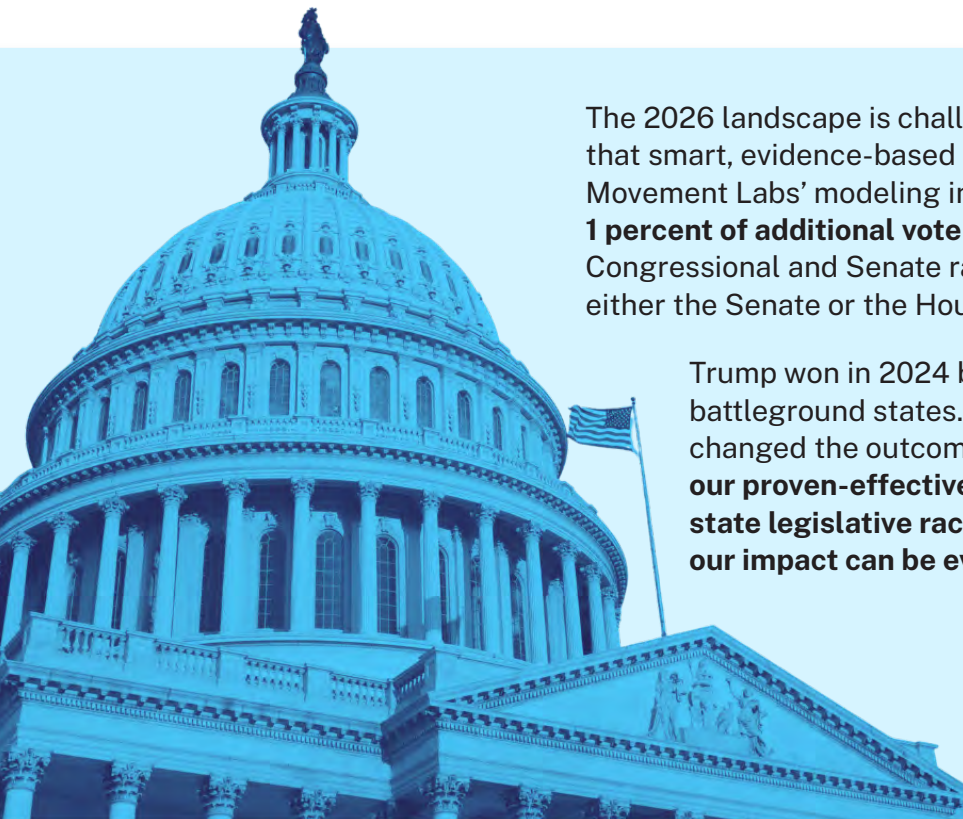 The 2026 landscape is chall
that smart, evidence-based
Movement Labs’ modeling in
1 percent of additional vote
Congressional and Senate ra
either the Senate or the Hou
Trump won in 2024 b
battleground states.
changed the outcom
our proven-effective
state legislative rac
our impact can be ev